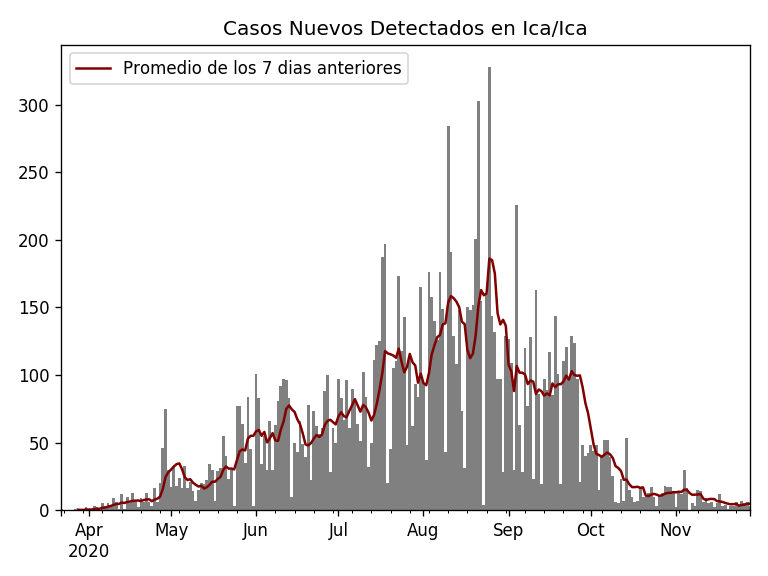 Casos Nuevos Detectados en Ica/Ica
Promedio de los 7 dias anteriores
300
250
200
150
100
50
0
Apr May Jun Jul Aug Sep Oct Nov
2020